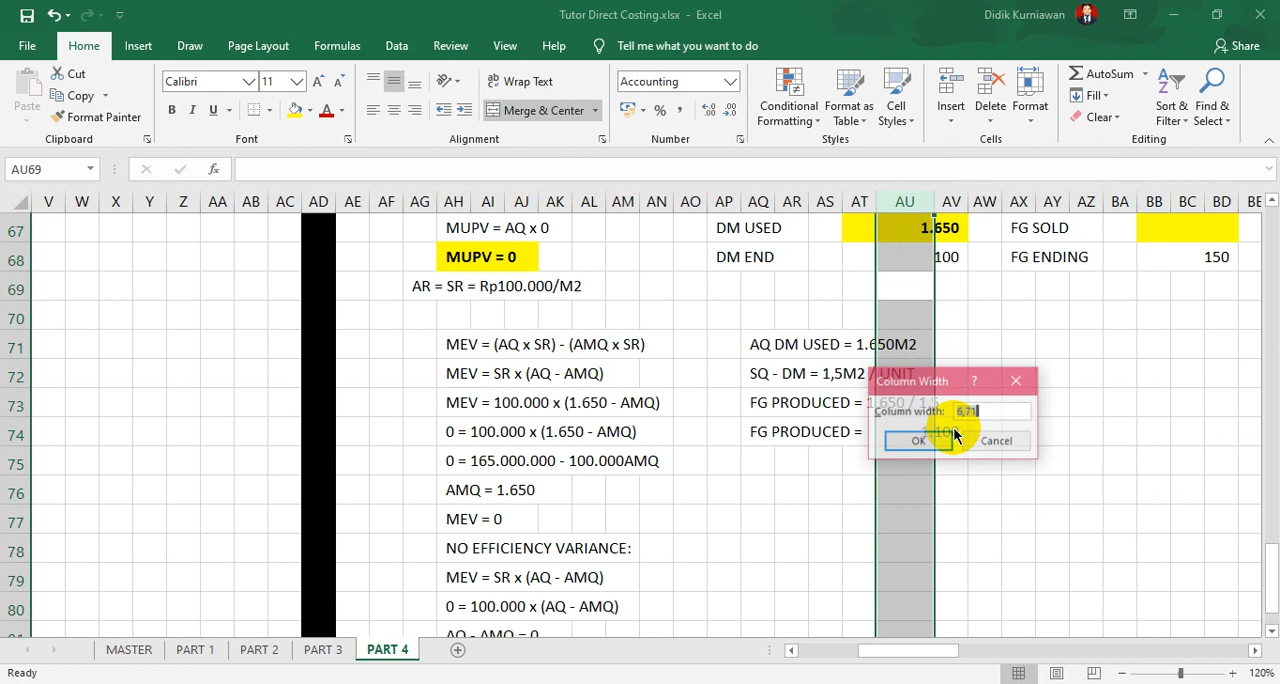 Tutor Direct Costing.xlsx - Excel
Didik Kurniawan
File Home Insert Draw Page Layout Formulas Data Review View Help Tell me what you want to do Share
Cut
Copy
Format Painter
Paste
Clipboard
Calibri 11
B I U
Font
Wrap Text
Merge & Center
Alignment
Accounting
%
Number
Conditional Formatting
Format as Table
Cell Styles
Styles
Insert Delete Format
Cells
AutoSum
Fill
Clear
Sort & Filter
Find & Select
Editing
AU69 fx
V W X Y Z AA AB AC AD AE AF AG AH AI AJ AK AL AM AN AO AP AQ AR AS AT AU AV AW AX AY AZ BA BB BC BD BE
67 MUPV = AQ x 0 DM USED 1.650 FG SOLD
68 MUPV = 0 DM END 100 FG ENDING 150
69 AR = SR = Rp100.000/M2
70
71 MEV = (AQ x SR) - (AMQ x SR) AQ DM USED = 1.650M2
72 MEV = SR x (AQ - AMQ) SQ - DM = 1,5M2 / UNIT
73 MEV = 100.000 x (1.650 - AMQ) FG PRODUCED = 1.650 / 1,5
74 0 = 100.000 x (1.650 - AMQ) FG PRODUCED = 1.100
75 0 = 165.000.000 - 100.000AMQ
76 AMQ = 1.650
77 MEV = 0
78 NO EFFICIENCY VARIANCE:
79 MEV = SR x (AQ - AMQ)
80 0 = 100.000 x (AQ - AMQ)
81 AQ - AMQ = 0
Column Width ?
Column width: 6,71
OK Cancel
MASTER PART 1 PART 2 PART 3 PART 4
Ready 120%